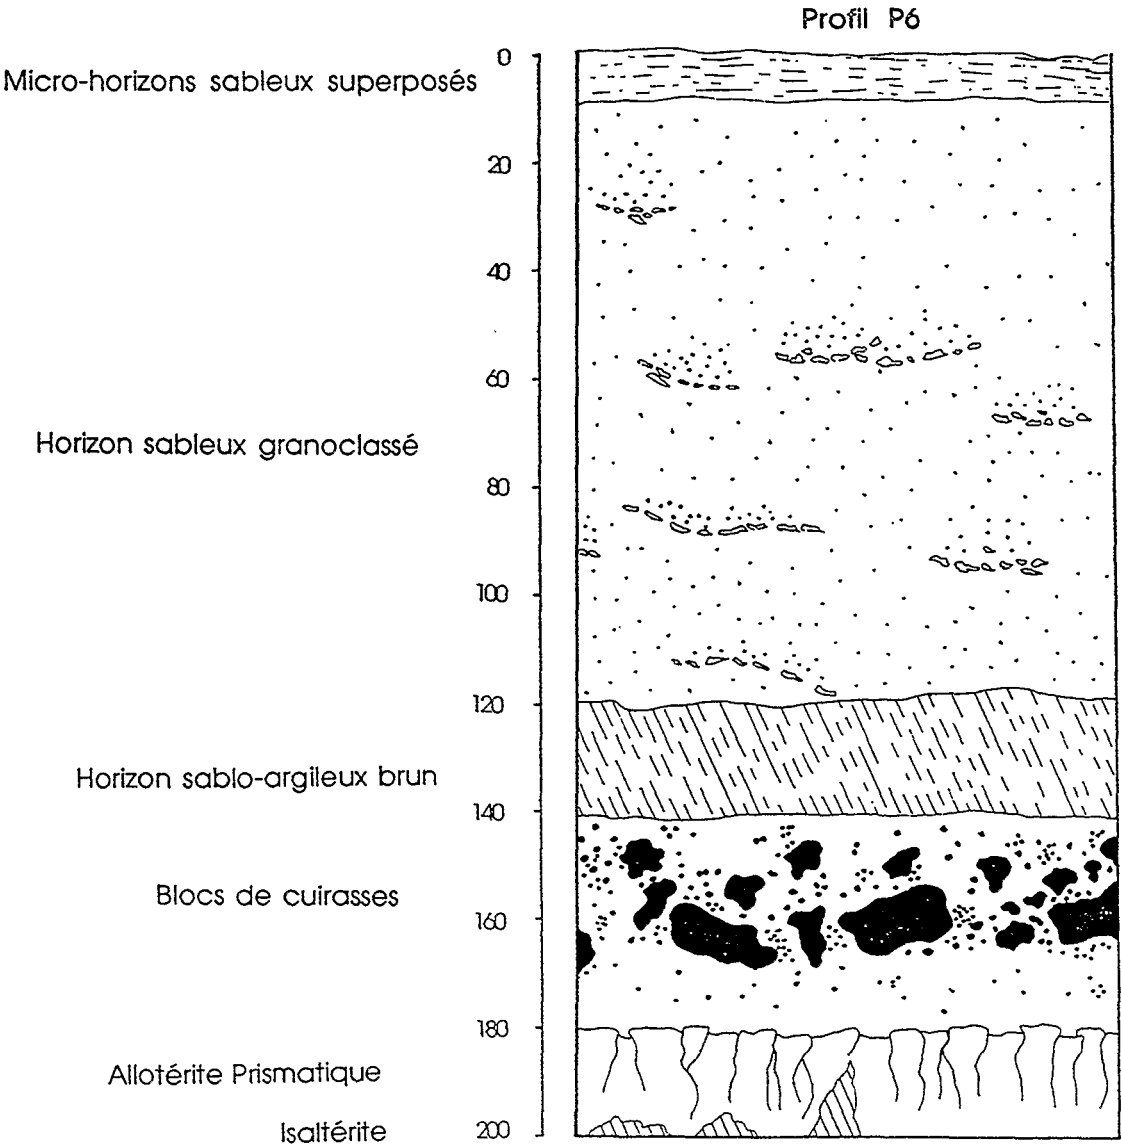 Profil P6
0
Micro-horizons sableux superposés
20
40
60
Horizon sableux granoclassé
80
100
120
Horizon sablo-argileux brun
140
Blocs de cuirasses
160
180
Allotérite Prismatique
Isaltérite
200